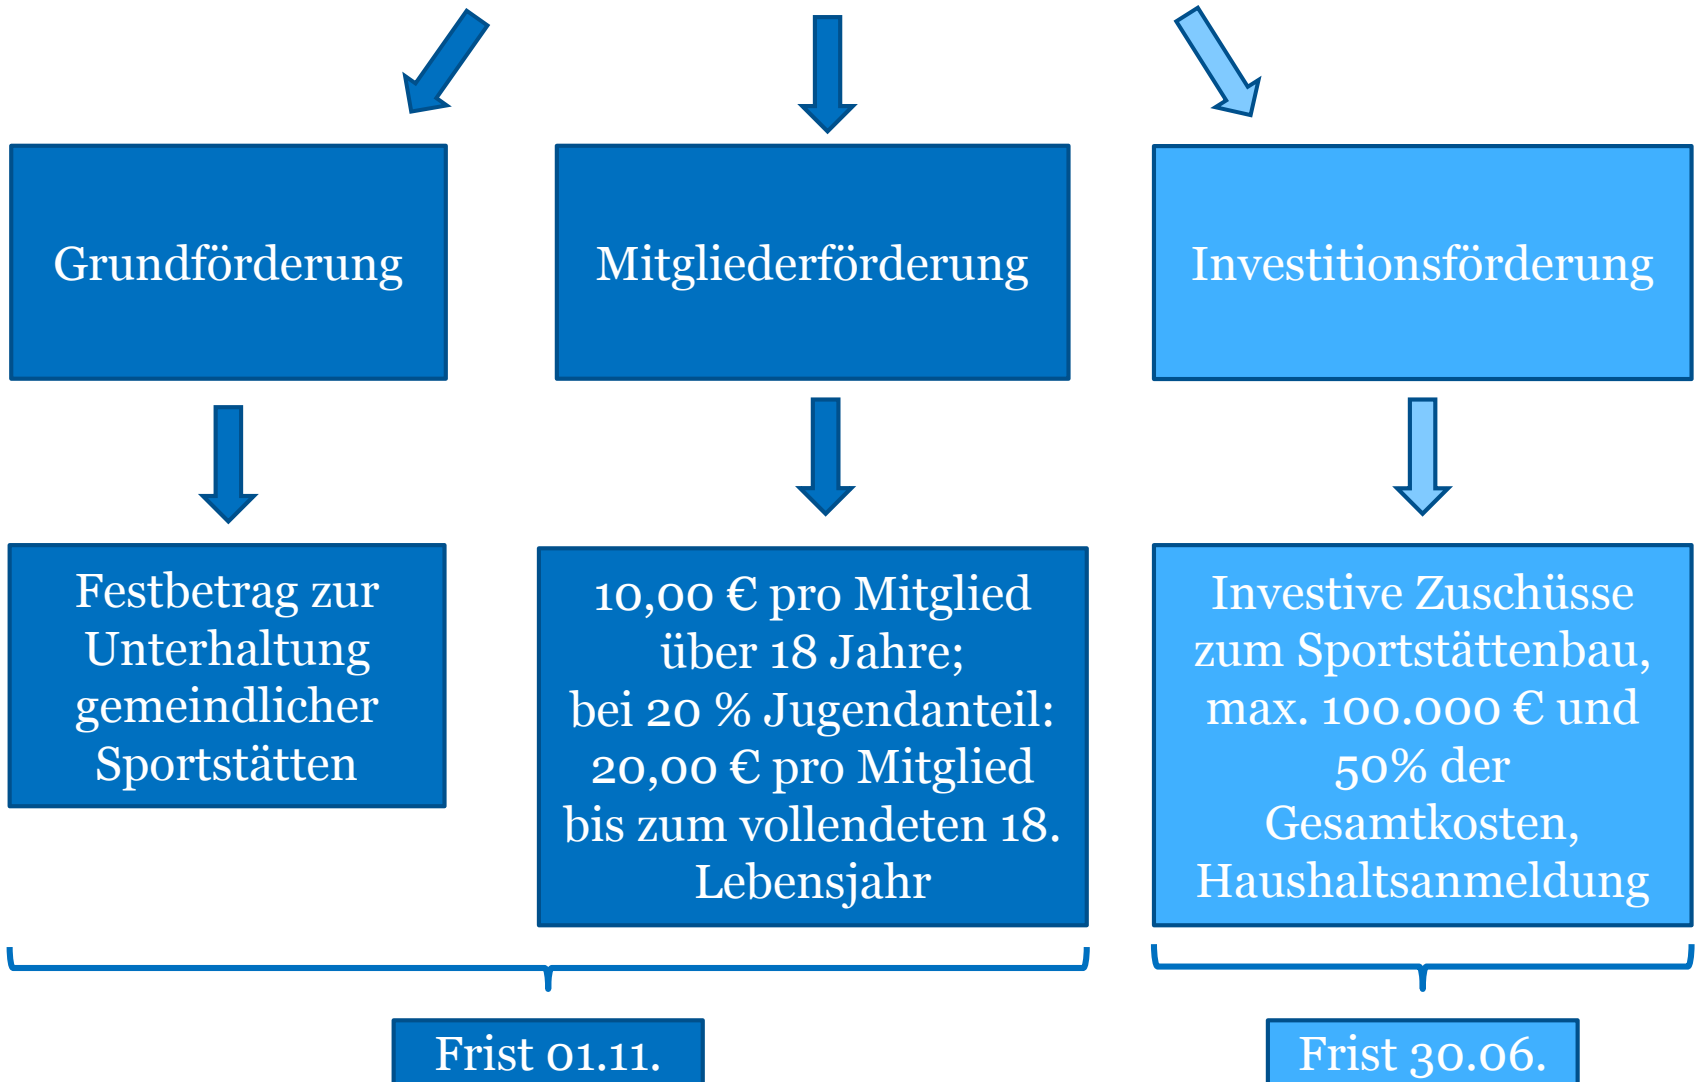 Grundförderung
Mitgliederförderung
Investitionsförderung
Festbetrag zur
Unterhaltung
gemeindlicher
Sportstätten
10,00 € pro Mitglied
über 18 Jahre;
bei 20 % Jugendanteil:
20,00 € pro Mitglied
bis zum vollendeten 18.
Lebensjahr
Investive Zuschüsse
zum Sportstättenbau,
max. 100.000 € und
50% der
Gesamtkosten,
Haushaltsanmeldung
Frist 01.11.
Frist 30.06.